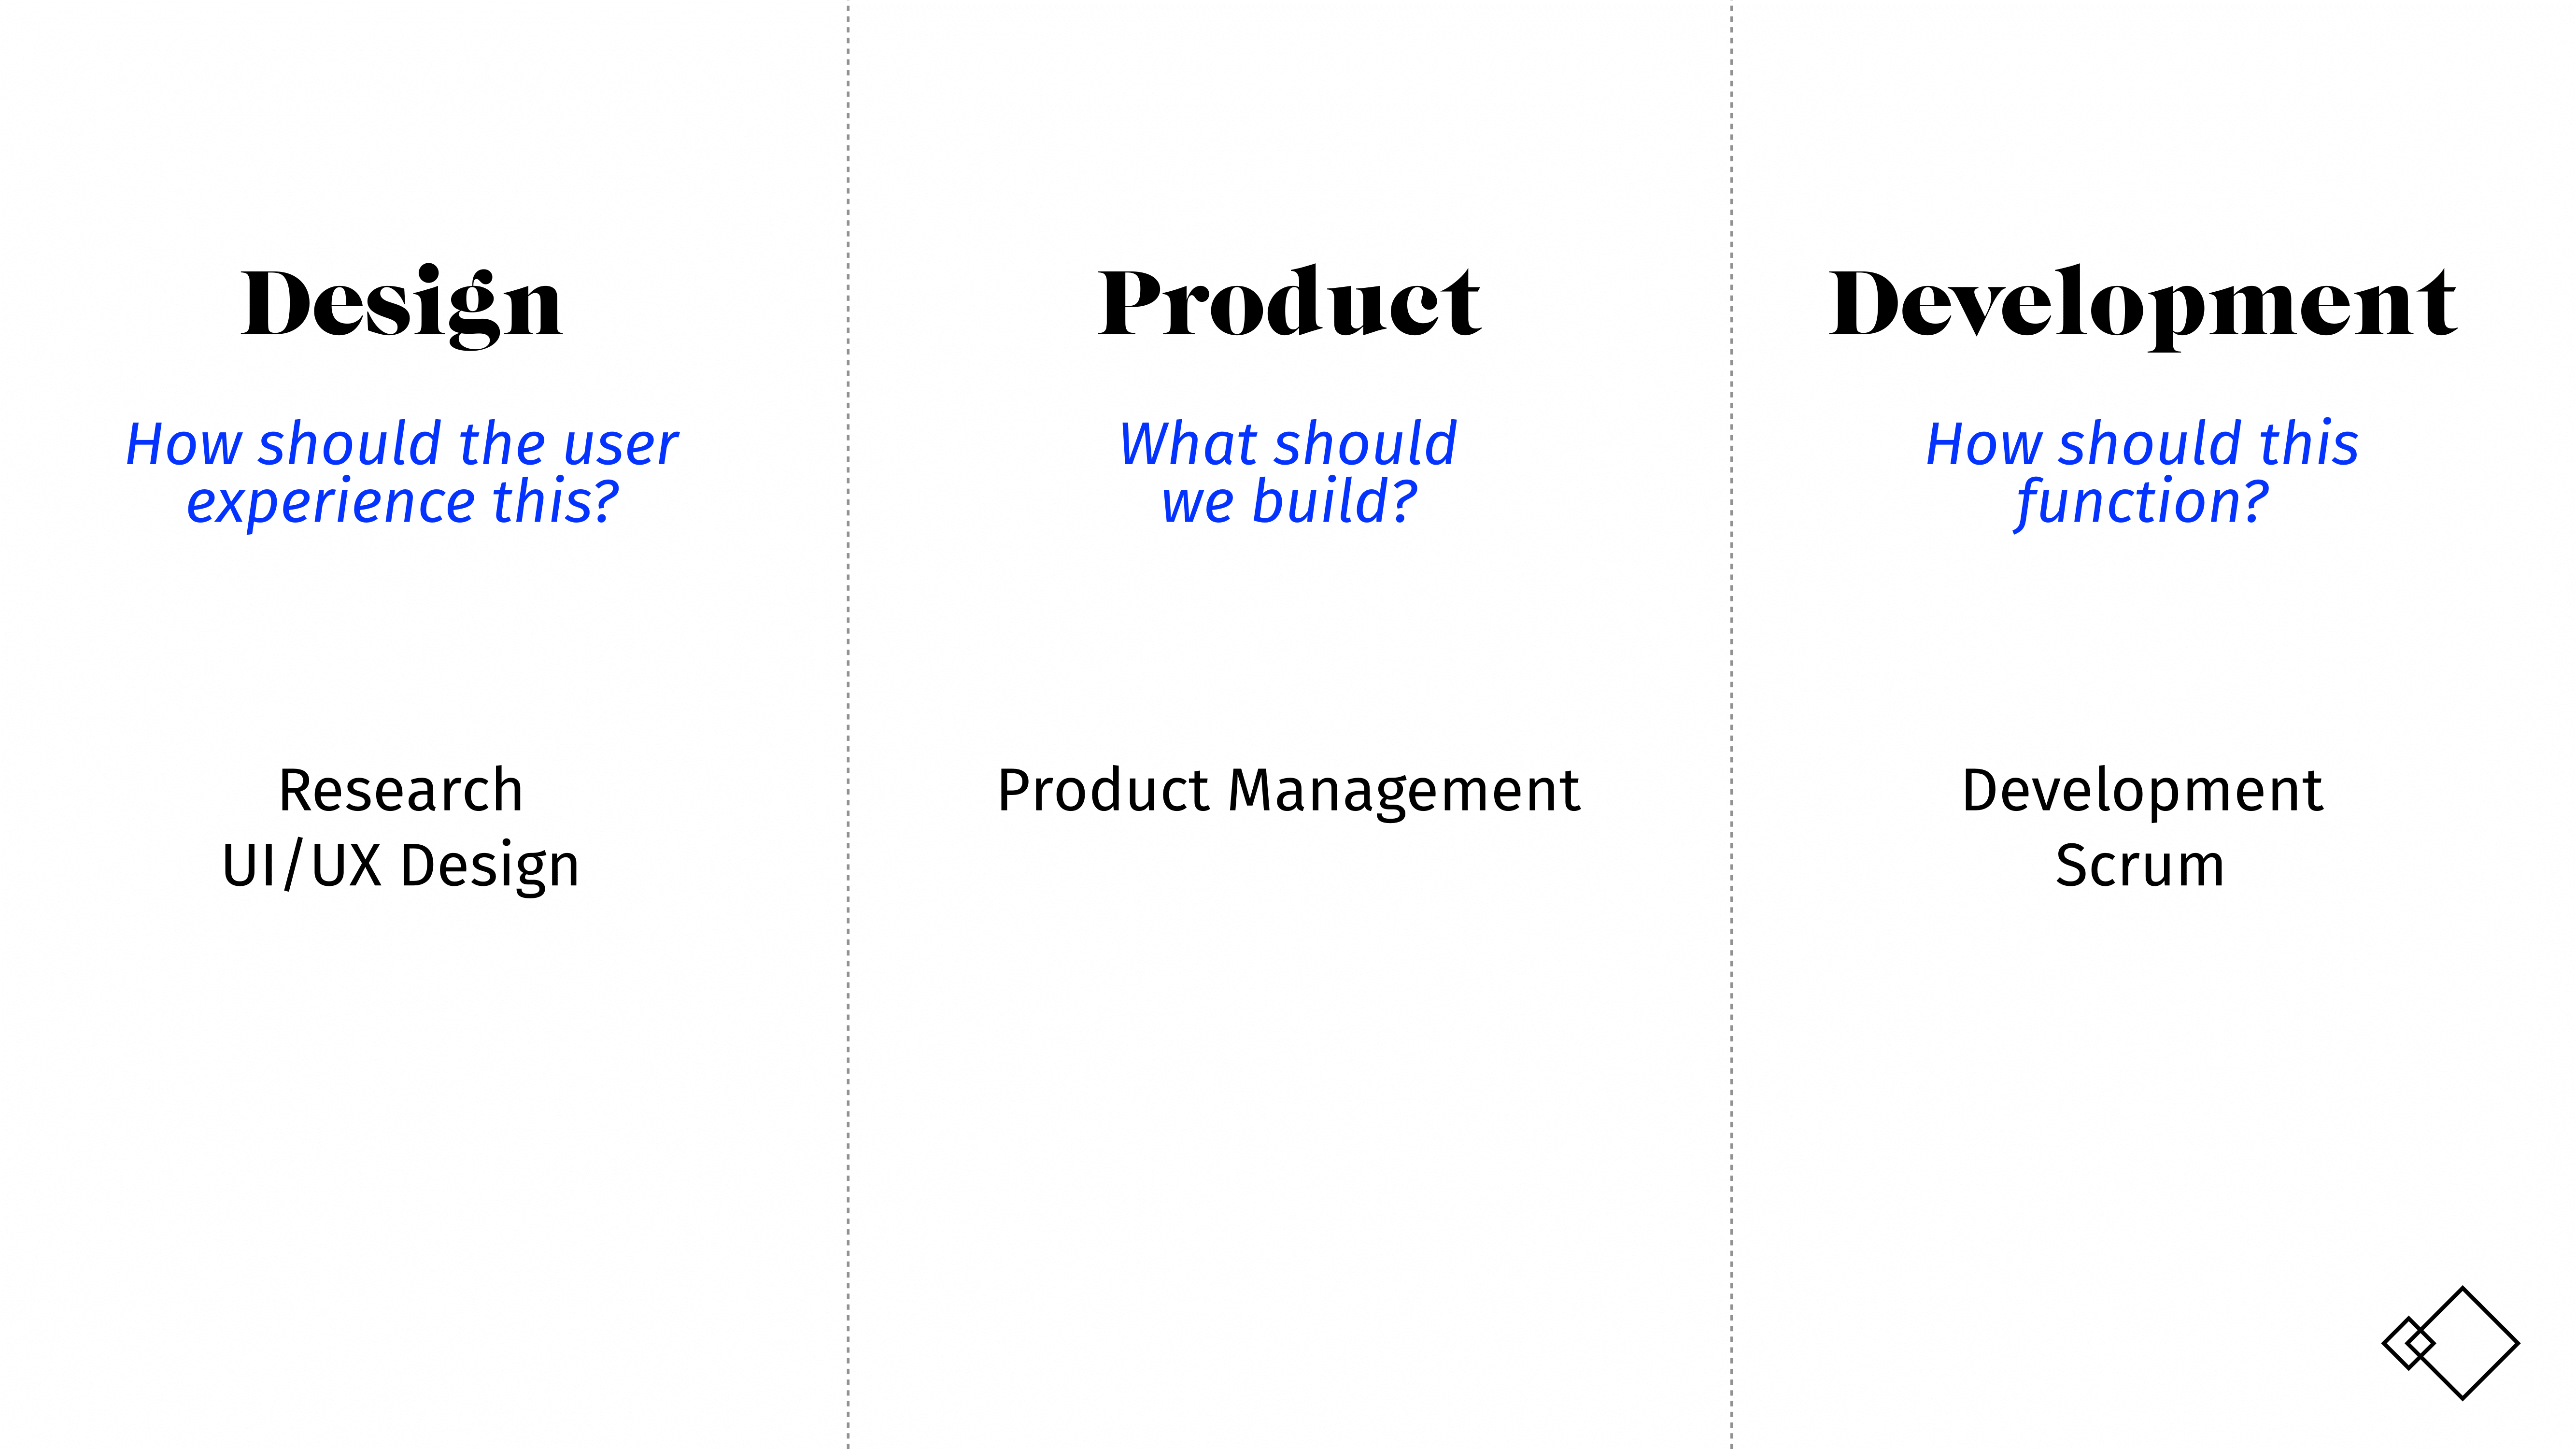 Design
How should the user
experience this?
Research
UI/UX Design
Product
What should
we build?
Product Management
Development
How should this
function?
Development
Scrum